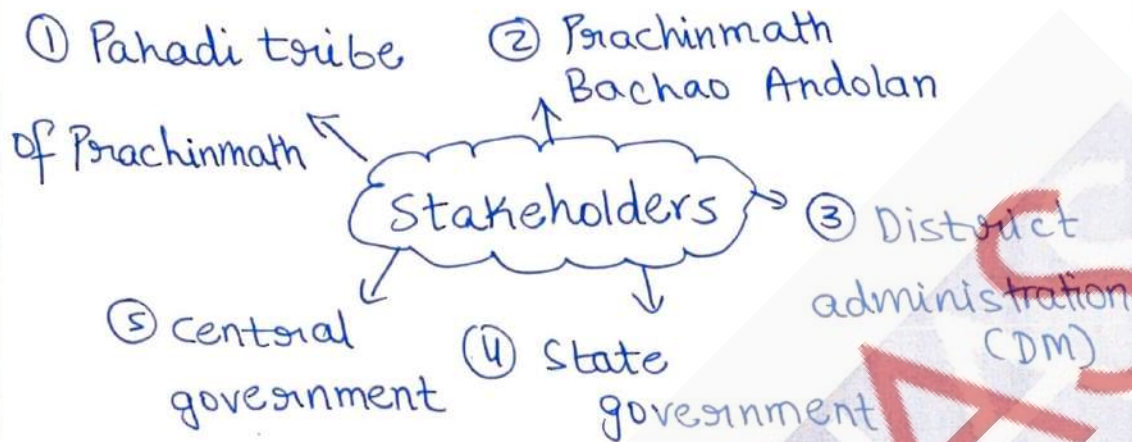 ① Pahadi tribe
of Prachinmath
② Prachinmath
Bachao Andolan
Stakeholders
③ District
administration
(DM)
④ State
government
⑤ Central
government